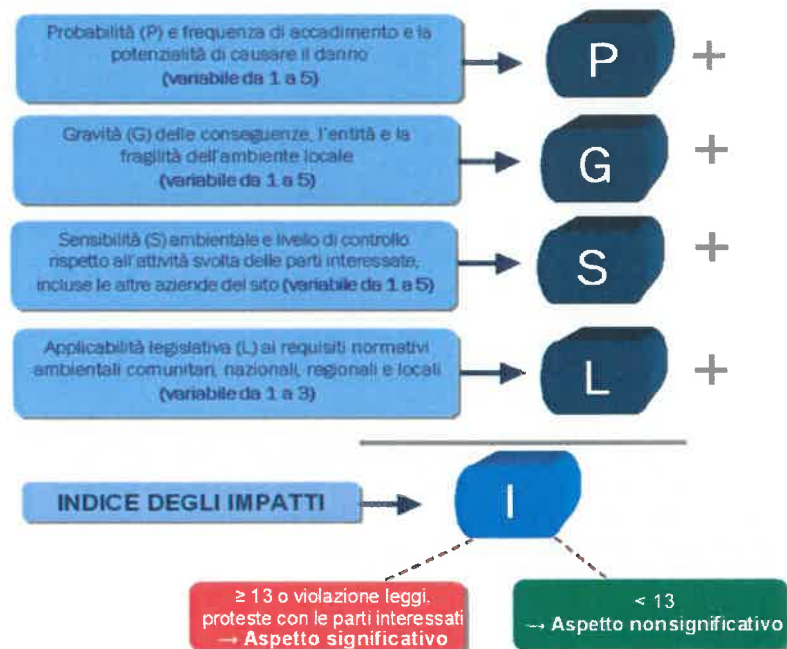 Probabilità (P) e frequenza di accadimento e la
potenzialità di causare il danno
(variabile da 1 a 5)
P +
Gravità (G) delle conseguenze, l'entità e la
fragilità dell'ambiente locale
(variabile da 1 a 5)
G +
Sensibilità (S) ambientale e livello di controllo
rispetto all'attività svolta delle parti interessate,
incluse le altre aziende del sito (variabile da 1 a 5)
S +
Applicabilità legislativa (L) ai requisiti normativi
ambientali comunitari, nazionali, regionali e locali
(variabile da 1 a 3)
L +
INDICE DEGLI IMPATTI
I
≥ 13 o violazione leggi,
proteste con le parti interessati
→ Aspetto significativo
< 13
→ Aspetto nonsignificativo